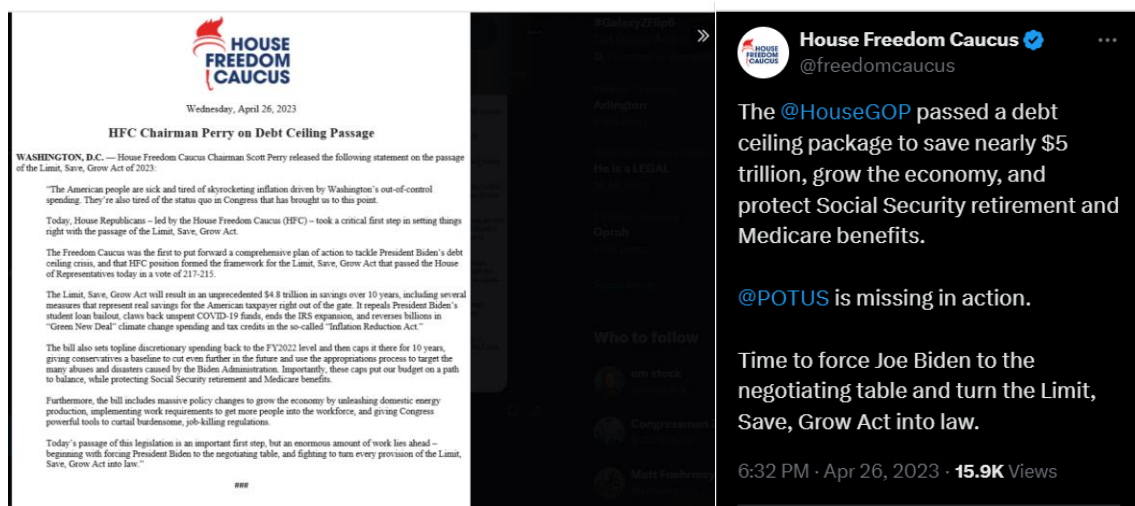 HOUSE
FREEDOM
CAUCUS
Wednesday, April 26, 2023
HFC Chairman Perry on Debt Ceiling Passage
WASHINGTON, D.C. — House Freedom Caucus Chairman Scott Perry released the following statement on the passage
of the Limit, Save, Grow Act of 2023:
"The American people are sick and tired of skyrocketing inflation driven by Washington's out-of-control
spending. They're also tired of the status quo in Congress that has brought us to this point.
Today, House Republicans – led by the House Freedom Caucus (HFC) – took a critical first step in setting things
right with the passage of the Limit, Save, Grow Act.
The Freedom Caucus was the first to put forward a comprehensive plan of action to tackle President Biden's debt
ceiling crisis, and that HFC position formed the framework for the Limit, Save, Grow Act that passed the House
of Representatives today in a vote of 217-215.
The Limit, Save, Grow Act will result in an unprecedented $4.8 trillion in savings over 10 years, including several
measures that represent real savings for the American taxpayer right out of the gate. It repeals President Biden's
student loan bailout, claws back unspent COVID-19 funds, ends the IRS expansion, and reverses billions in
"Green New Deal" climate change spending and tax credits in the so-called "Inflation Reduction Act."
The bill also sets topline discretionary spending back to the FY2022 level and then caps it there for 10 years,
giving conservatives a baseline to cut even further in the future and use the appropriations process to target the
many abuses and disasters caused by the Biden Administration. Importantly, these caps put our budget on a path
to balance, while protecting Social Security retirement and Medicare benefits.
Furthermore, the bill includes massive policy changes to grow the economy by unleashing domestic energy
production, implementing work requirements to get more people into the workforce, and giving Congress
powerful tools to curtail burdensome, job-killing regulations.
Today's passage of this legislation is an important first step, but an enormous amount of work lies ahead –
beginning with forcing President Biden to the negotiating table, and fighting to turn every provision of the Limit,
Save, Grow Act into law."
###
#GalaxyZFlip6
Arlington
He is a LEGAL
Oprah
Who to follow
om stock
Congressman
Matt
HOUSE
FREEDOM
CAUCUS
House Freedom Caucus
@freedomcaucus
The @HouseGOP passed a debt
ceiling package to save nearly $5
trillion, grow the economy, and
protect Social Security retirement and
Medicare benefits.
@POTUS is missing in action.
Time to force Joe Biden to the
negotiating table and turn the Limit,
Save, Grow Act into law.
6:32 PM · Apr 26, 2023 · 15.9K Views